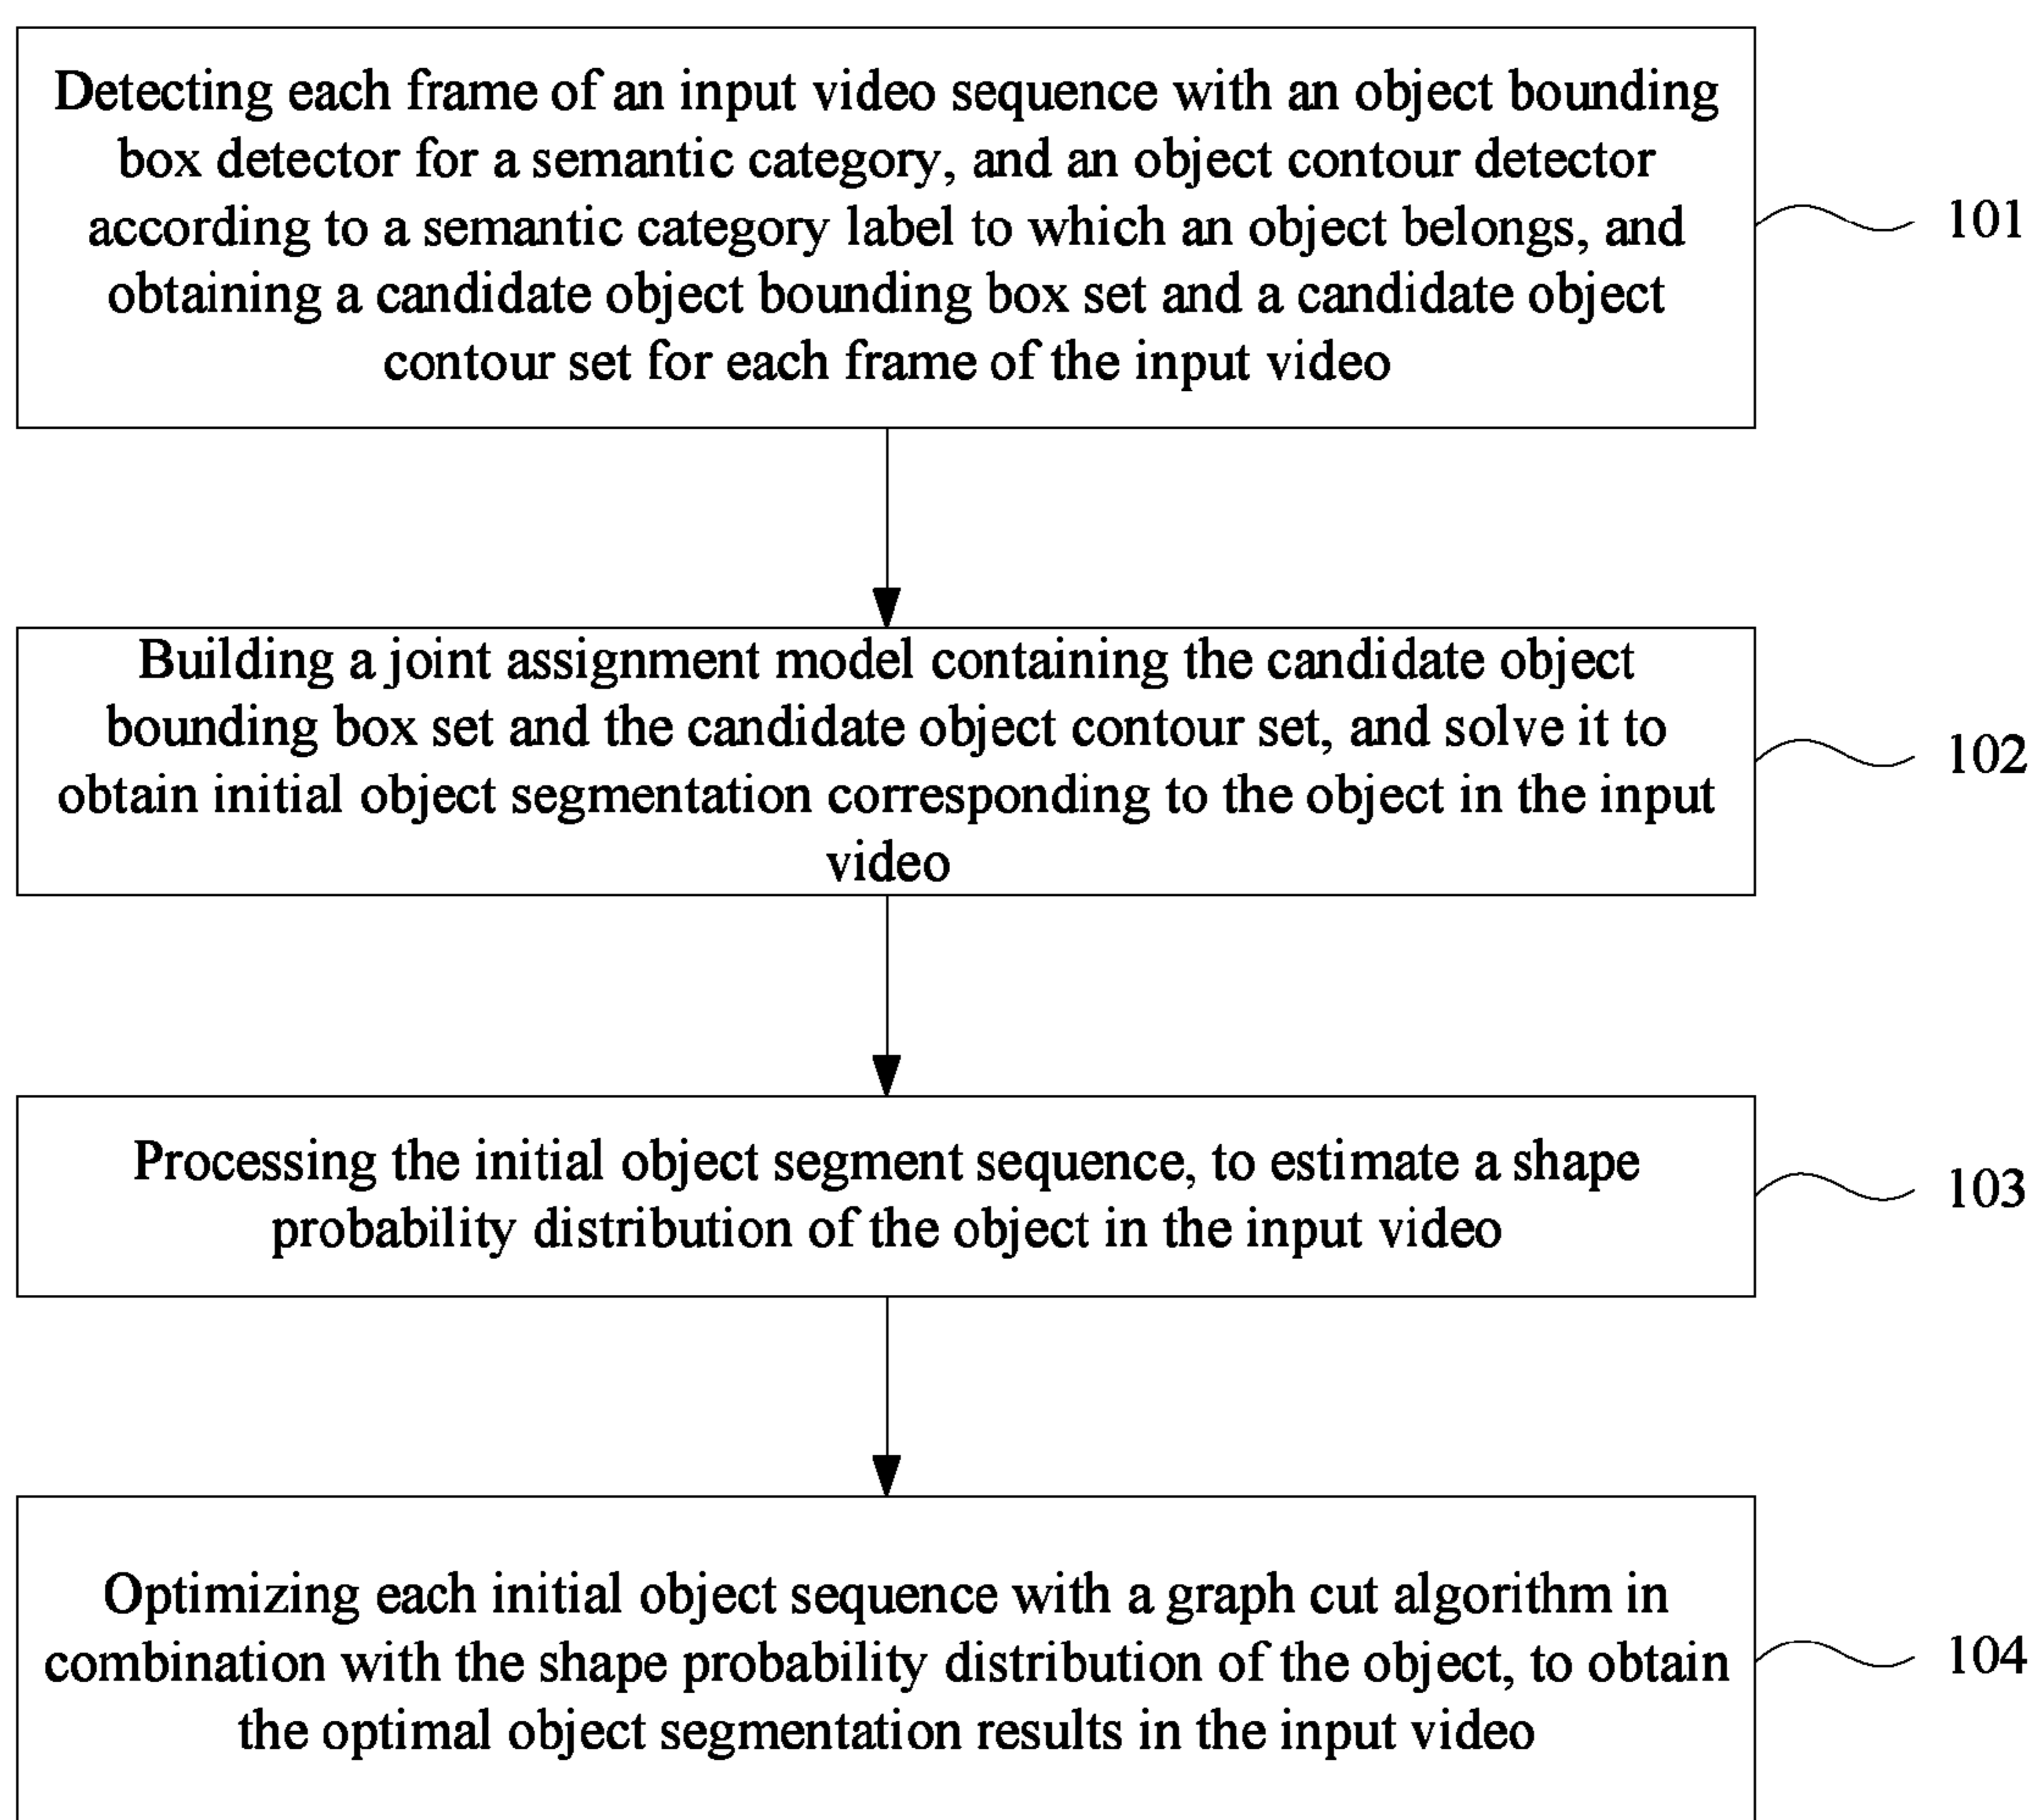 Detecting each frame of an input video sequence with an object bounding
box detector for a semantic category, and an object contour detector
according to a semantic category label to which an object belongs, and
obtaining a candidate object bounding box set and a candidate object
contour set for each frame of the input video
101
Building a joint assignment model containing the candidate object
bounding box set and the candidate object contour set, and solve it to
obtain initial object segmentation corresponding to the object in the input
video
102
Processing the initial object segment sequence, to estimate a shape
probability distribution of the object in the input video
103
Optimizing each initial object sequence with a graph cut algorithm in
combination with the shape probability distribution of the object, to obtain
the optimal object segmentation results in the input video
104